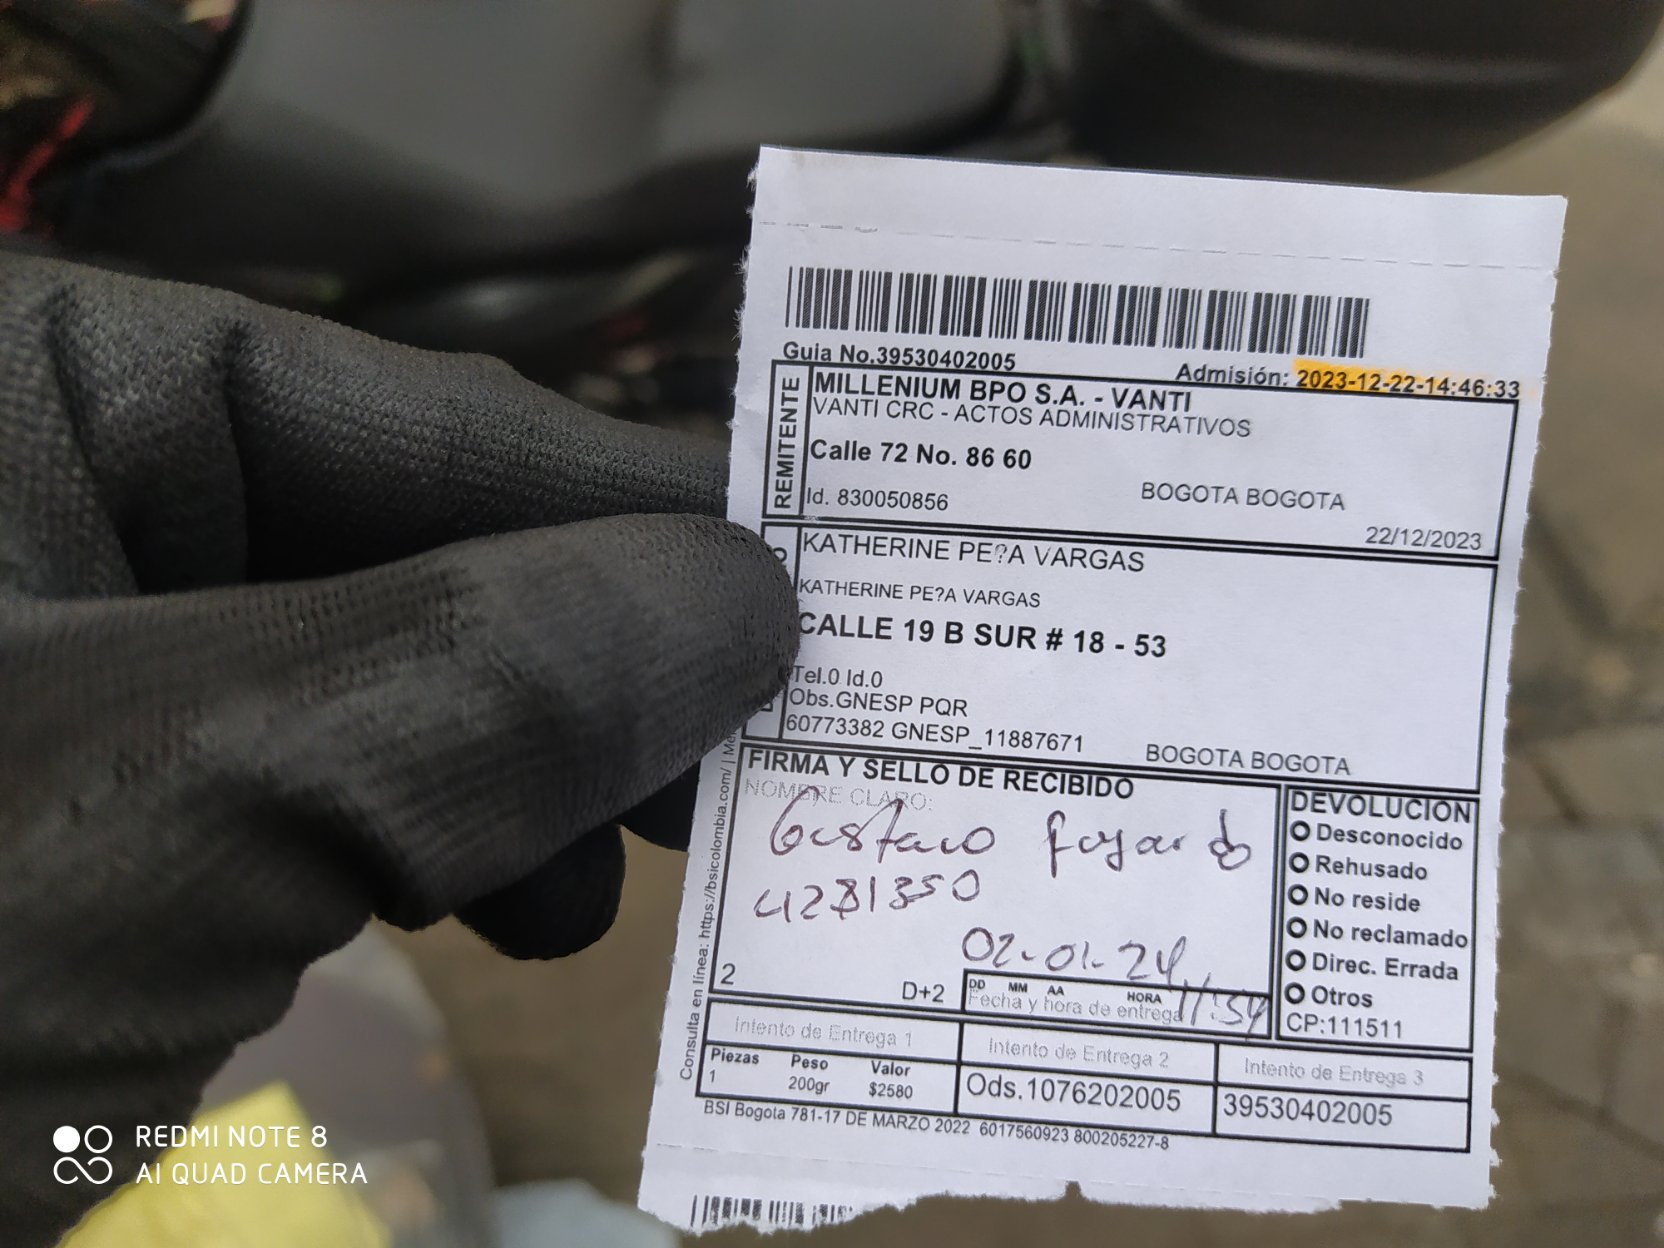 Guia No.39530402005
Admisión: 2023-12-22-14:46:33
REMITENTE
MILLENIUM BPO S.A. - VANTI
VANTI CRC - ACTOS ADMINISTRATIVOS
Calle 72 No. 86 60
BOGOTA BOGOTA
Id. 830050856
22/12/2023
KATHERINE PE?A VARGAS
KATHERINE PE?A VARGAS
CALLE 19 B SUR # 18 - 53
Tel.0 Id.0
Obs.GNESP PQR
60773382 GNESP_11887671
BOGOTA BOGOTA
FIRMA Y SELLO DE RECIBIDO
NOMBRE CLARO:
Gustavo fajardo
4281350
02-01-24
11:54
2
D+2
DD MM AA HORA
Fecha y hora de entrega
DEVOLUCION
Desconocido
Rehusado
No reside
No reclamado
Direc. Errada
Otros
CP:111511
Intento de Entrega 1
Intento de Entrega 2
Intento de Entrega 3
Piezas Peso Valor
1 200gr $2580
Ods.1076202005
39530402005
BSI Bogota 781-17 DE MARZO 2022 6017560923 800205227-8
Consulta en línea: https://bsicolombia.com/ |
REDMI NOTE 8
AI QUAD CAMERA